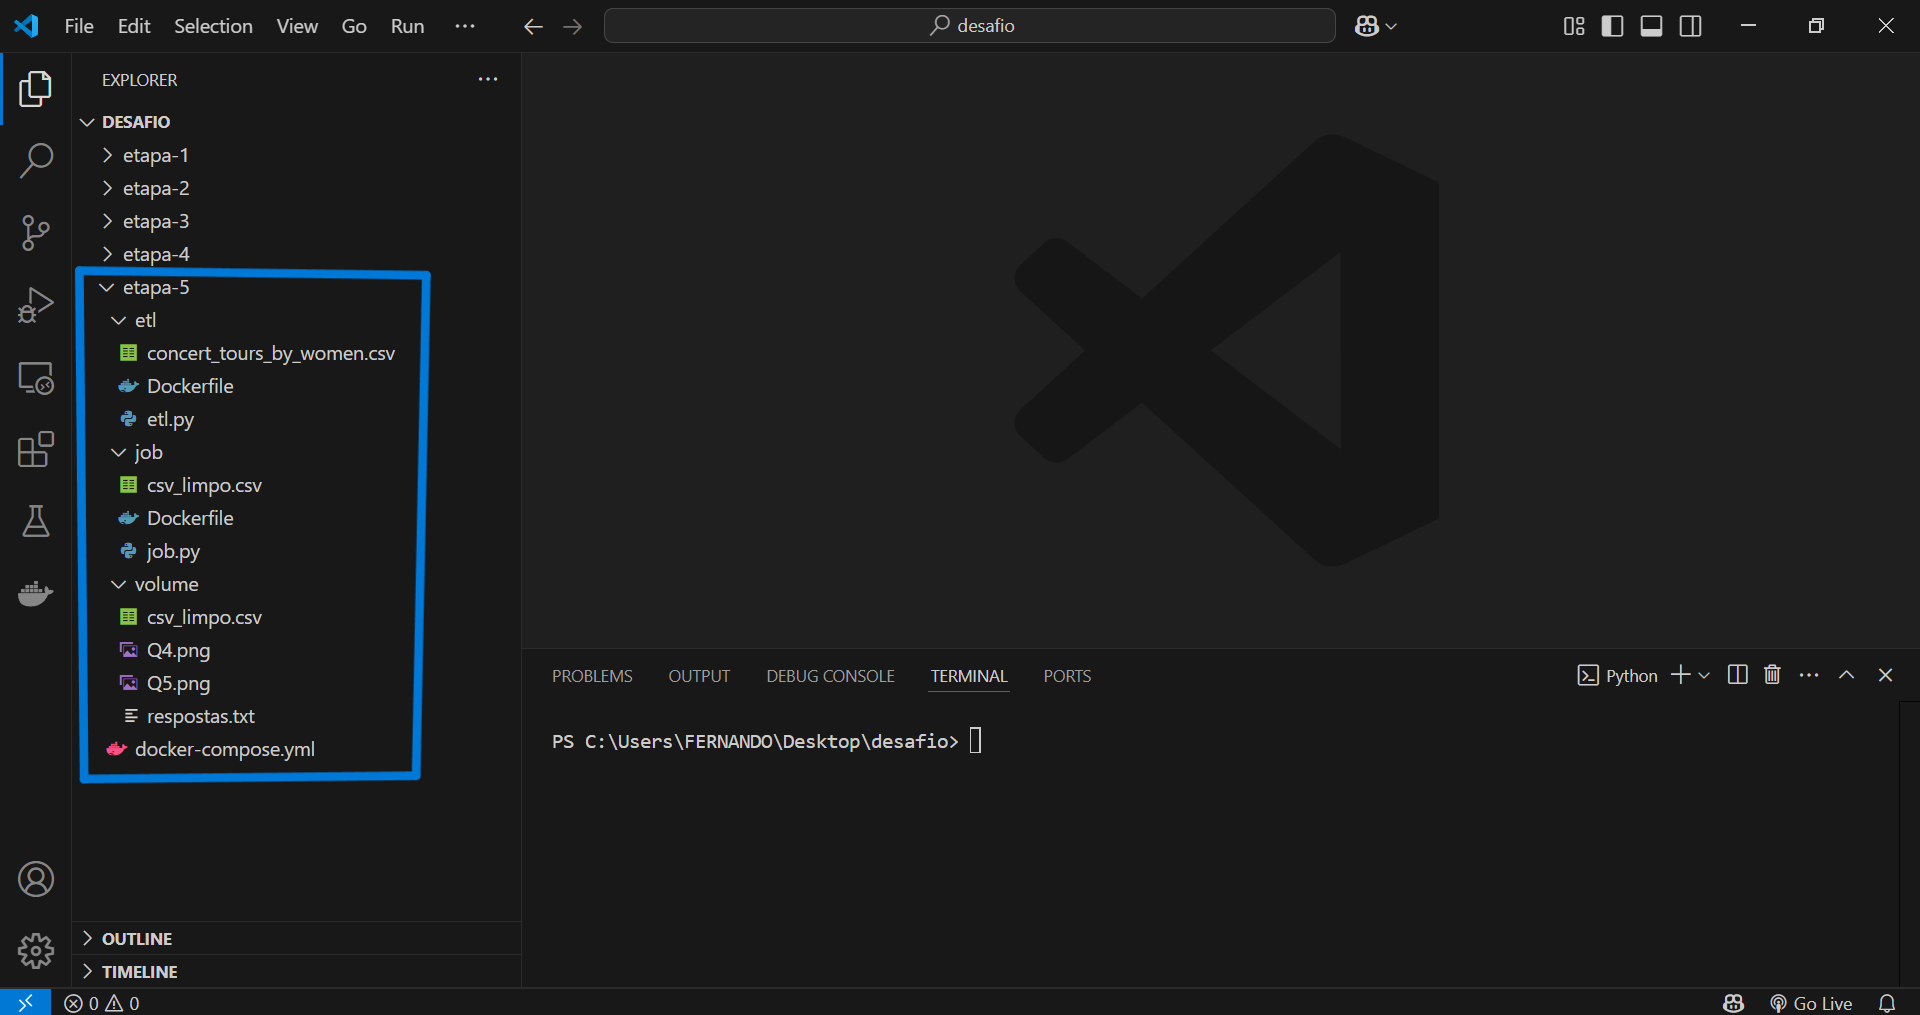 File Edit Selection View Go Run
desafio
EXPLORER
DESAFIO
etapa-1
etapa-2
etapa-3
etapa-4
etapa-5
etl
concert_tours_by_women.csv
Dockerfile
etl.py
job
csv_limpo.csv
Dockerfile
job.py
volume
csv_limpo.csv
Q4.png
Q5.png
respostas.txt
docker-compose.yml
OUTLINE
TIMELINE
PROBLEMS OUTPUT DEBUG CONSOLE TERMINAL PORTS
Python
PS C:\Users\FERNANDO\Desktop\desafio>
0 0
Go Live